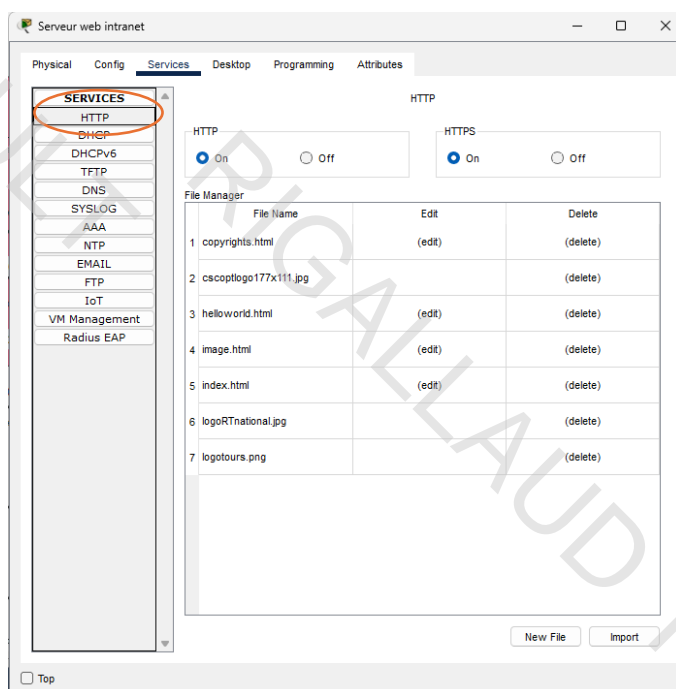 Serveur web intranet
Physical Config Services Desktop Programming Attributes
SERVICES
HTTP
DHCP
DHCPv6
TFTP
DNS
SYSLOG
AAA
NTP
EMAIL
FTP
IoT
VM Management
Radius EAP
HTTP
HTTP
On Off
HTTPS
On Off
File Manager
File Name Edit Delete
1 copyrights.html (edit) (delete)
2 cscoptlogo177x111.jpg (delete)
3 helloworld.html (edit) (delete)
4 image.html (edit) (delete)
5 index.html (edit) (delete)
6 logoRTnational.jpg (delete)
7 logotours.png (delete)
New File Import
Top
RIGALLAUD